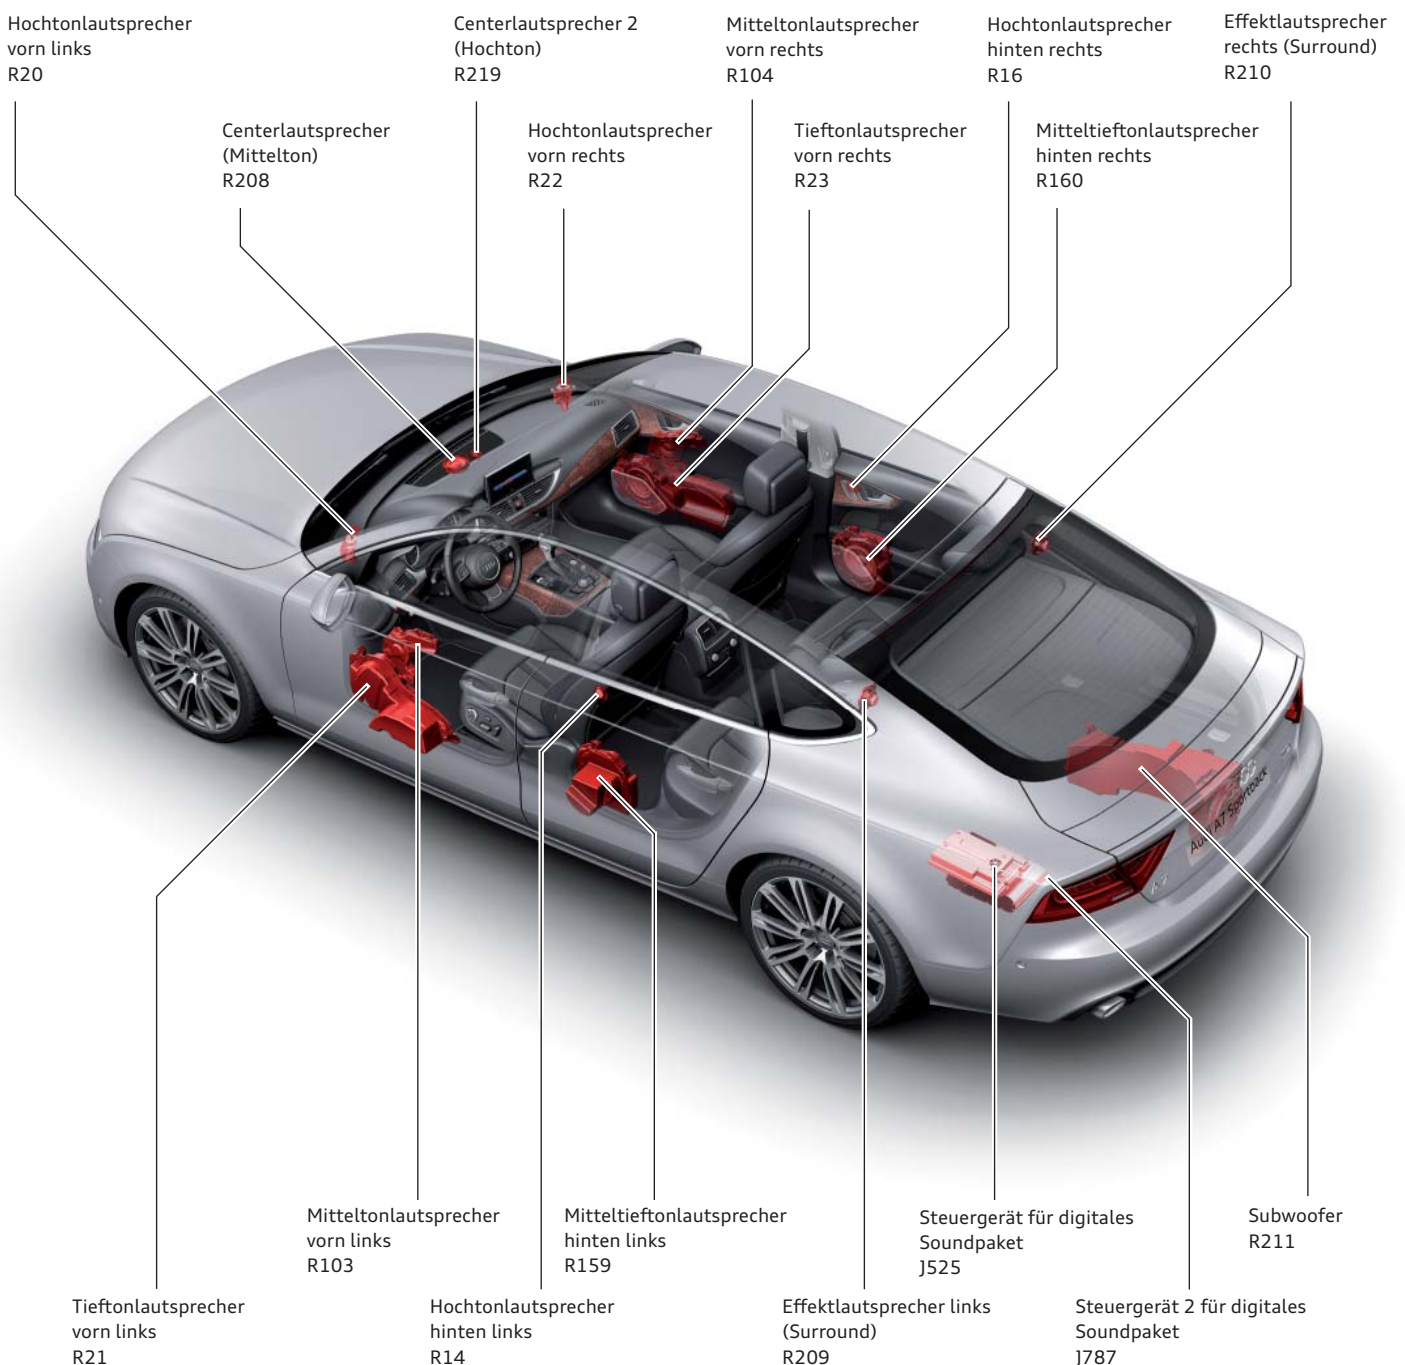 Hochtonlautsprecher
vorn links
R20
Centerlautsprecher 2
(Hochton)
R219
Mitteltonlautsprecher
vorn rechts
R104
Hochtonlautsprecher
hinten rechts
R16
Effektlautsprecher
rechts (Surround)
R210
Centerlautsprecher
(Mittelton)
R208
Hochtonlautsprecher
vorn rechts
R22
Tieftonlautsprecher
vorn rechts
R23
Mitteltieftonlautsprecher
hinten rechts
R160
Audi A7 Sportback
Mitteltonlautsprecher
vorn links
R103
Mitteltieftonlautsprecher
hinten links
R159
Steuergerät für digitales
Soundpaket
J525
Subwoofer
R211
Tieftonlautsprecher
vorn links
R21
Hochtonlautsprecher
hinten links
R14
Effektlautsprecher links
(Surround)
R209
Steuergerät 2 für digitales
Soundpaket
J787